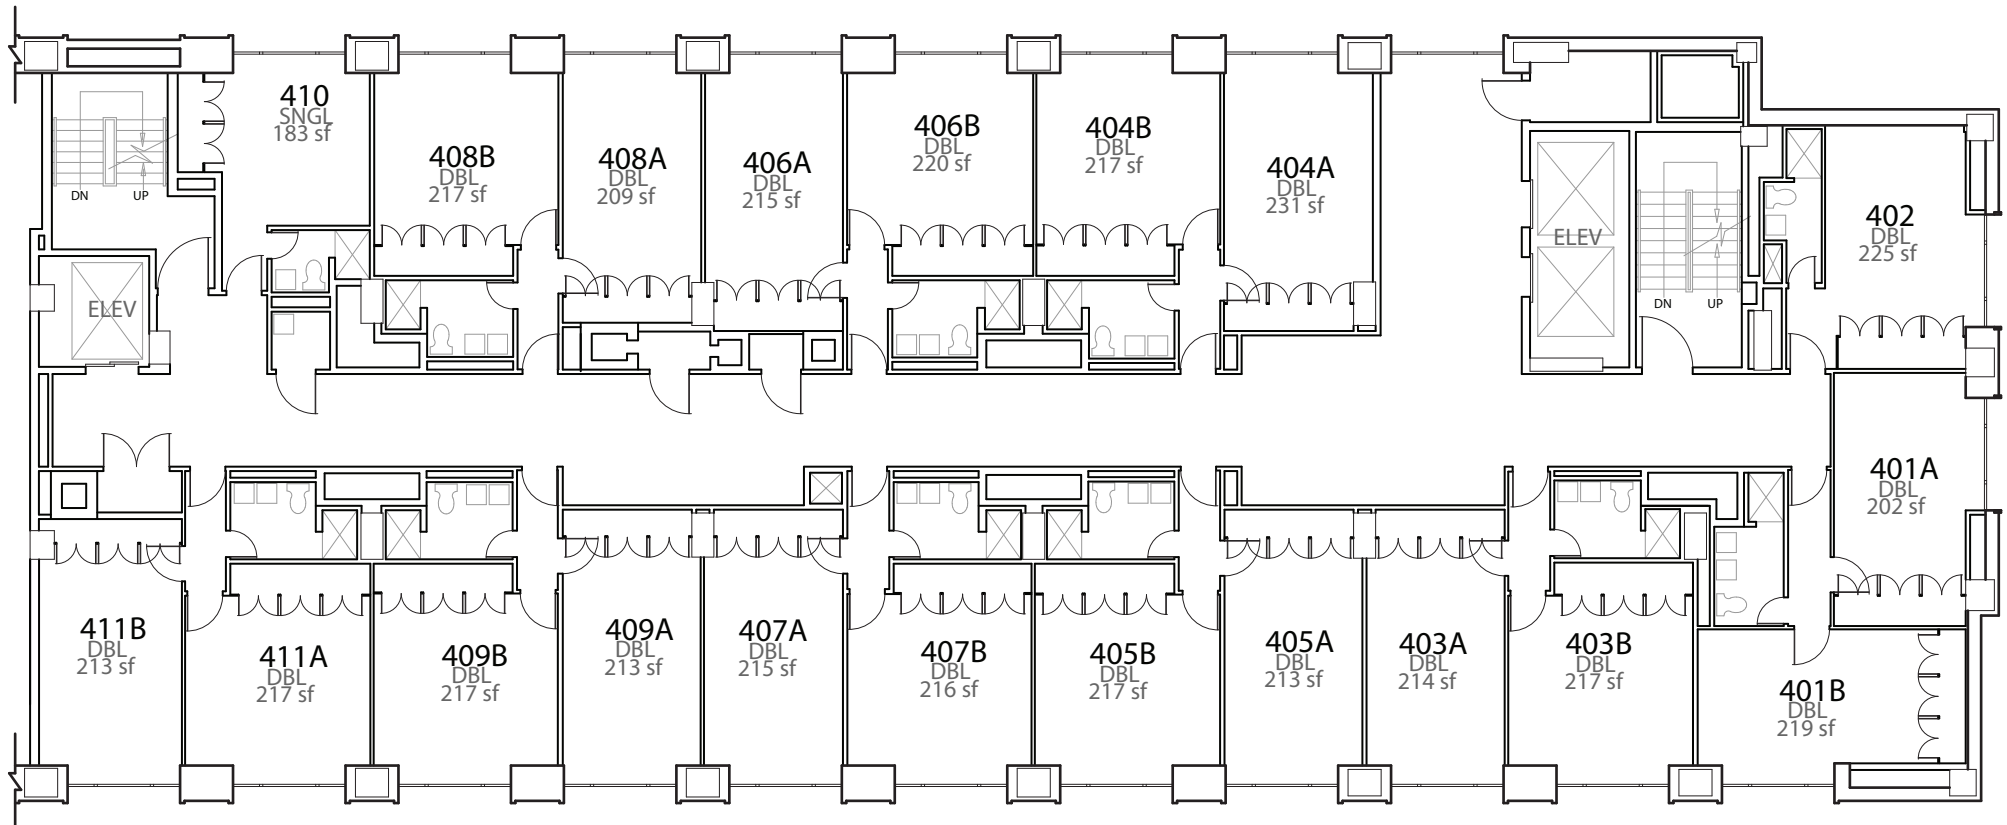 410
SNGL
183 sf
408B
DBL
217 sf
408A
DBL
209 sf
406A
DBL
215 sf
406B
DBL
220 sf
404B
DBL
217 sf
404A
DBL
231 sf
402
DBL
225 sf
DN
UP
ELEV
ELEV
DN
UP
401A
DBL
202 sf
411B
DBL
213 sf
411A
DBL
217 sf
409B
DBL
217 sf
409A
DBL
213 sf
407A
DBL
215 sf
407B
DBL
216 sf
405B
DBL
217 sf
405A
DBL
213 sf
403A
DBL
214 sf
403B
DBL
217 sf
401B
DBL
219 sf